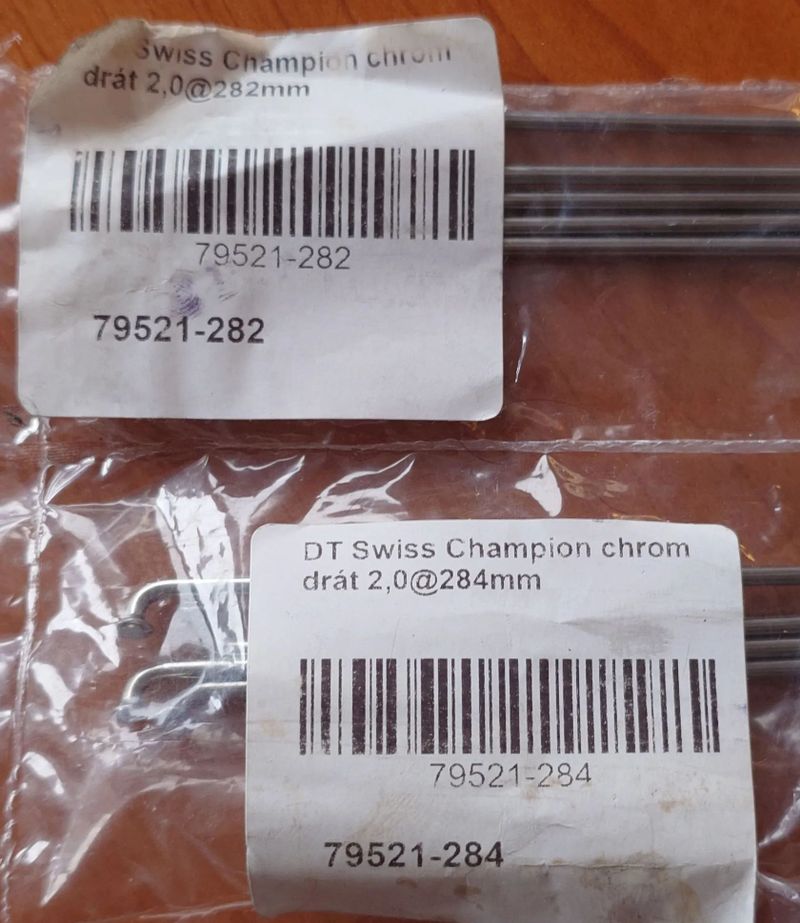 Swiss Champion chrom
drát 2,0@282mm
79521-282
79521-282
DT Swiss Champion chrom
drát 2,0@284mm
79521-284
79521-284